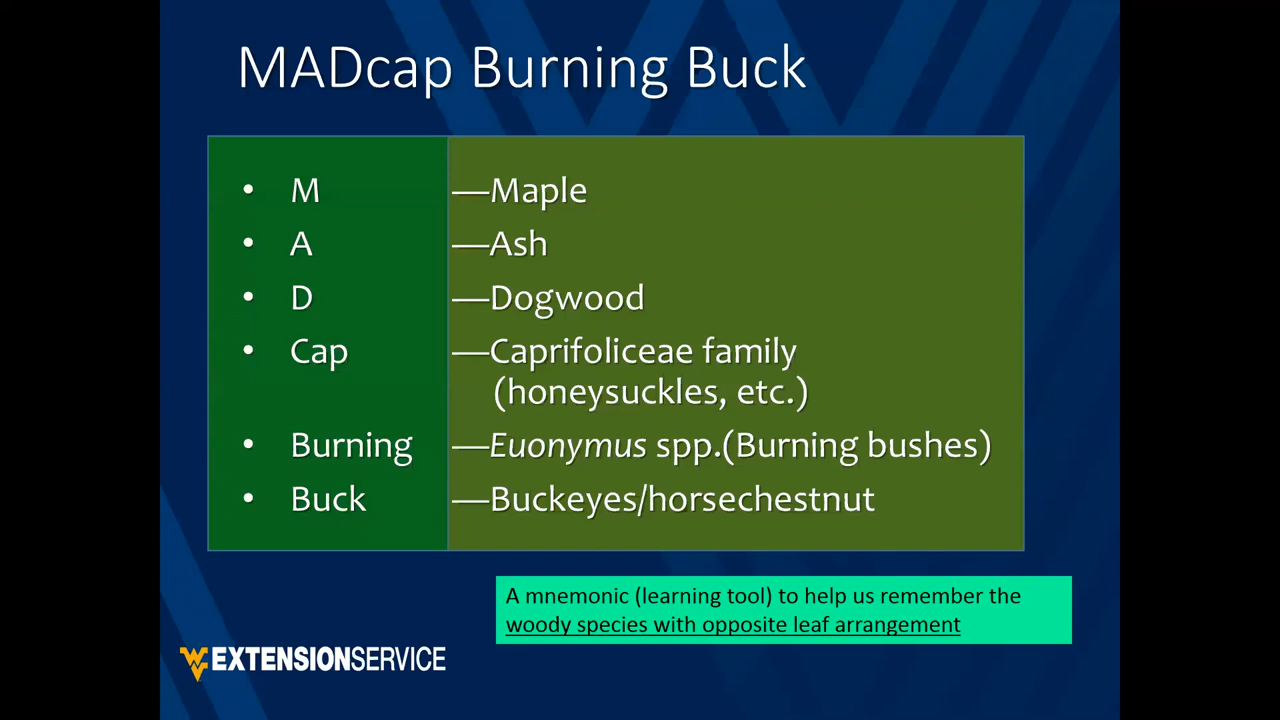 MADcap Burning Buck
• M —Maple
• A —Ash
• D —Dogwood
• Cap —Caprifoliceae family
(honeysuckles, etc.)
• Burning —Euonymus spp.(Burning bushes)
• Buck —Buckeyes/horsechestnut
A mnemonic (learning tool) to help us remember the
woody species with opposite leaf arrangement
WV EXTENSIONSERVICE